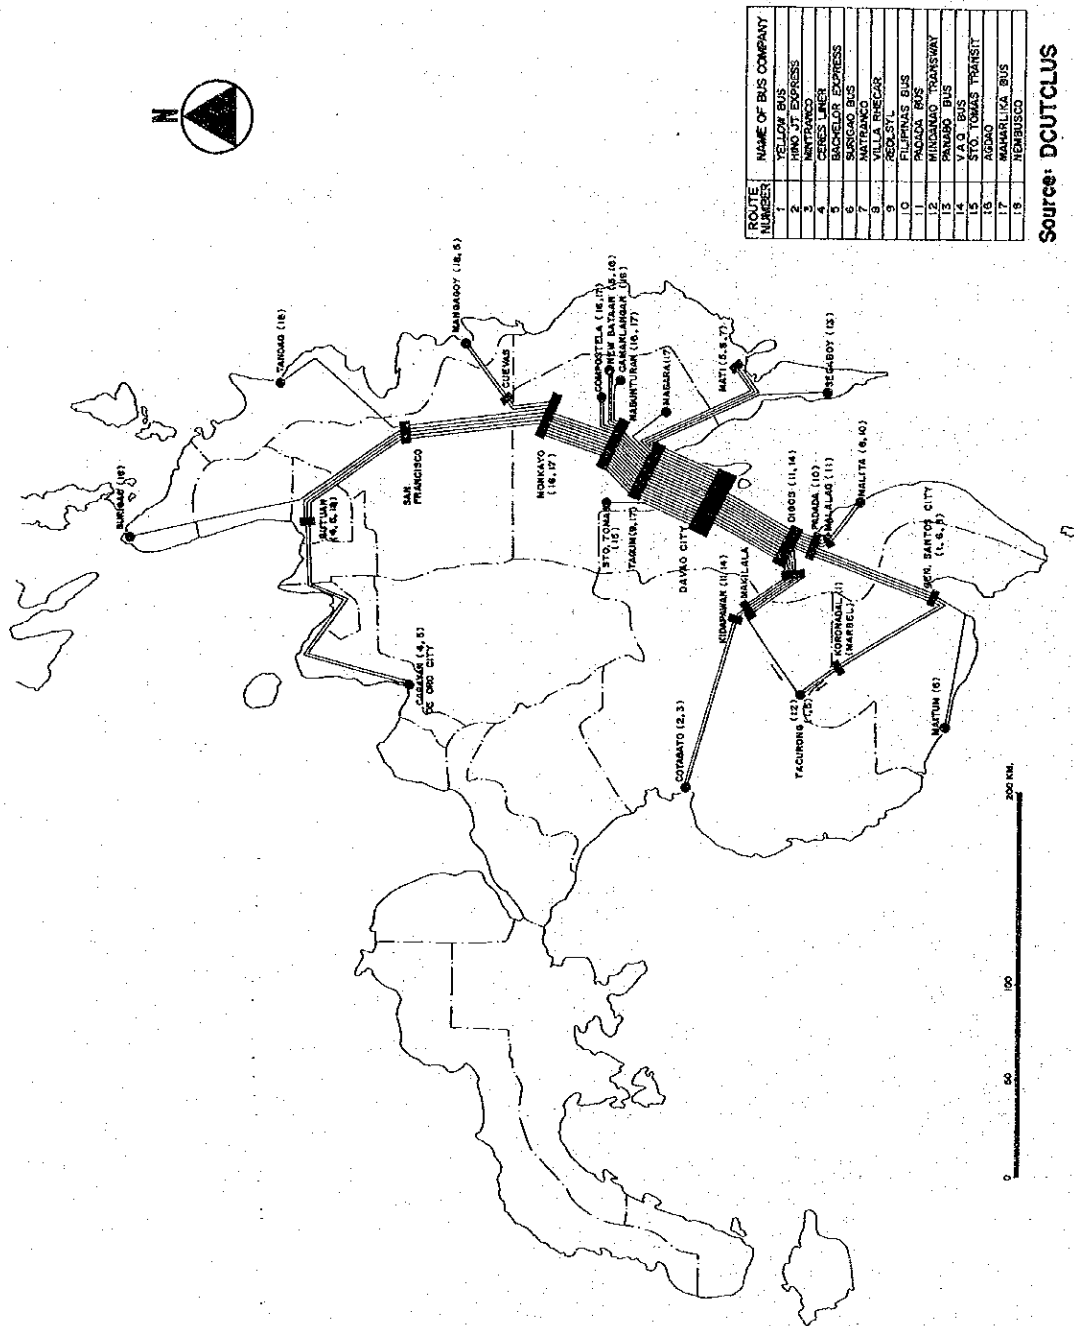 N
ROUTE NUMBER NAME OF BUS COMPANY
1 YELLOW BUS
2 HINO JT EXPRESS
3 MINTRANCO
4 CERES LINER
5 BACHELOR EXPRESS
6 SURIGAO BUS
7 MATRANCO
8 VILLA RHECAR
9 REOLSYL
10 FILIPINAS BUS
11 PADADA BUS
12 MINDANAO TRANSWAY
13 PANABO BUS
14 V.A.G. BUS
15 STO. TOMAS TRANSIT
16 AGDAO
17 MAHARLIKA BUS
18 NEMBUSCO
Source: DCUTCLUS
SURIGAO (18)
TANDAG (18)
BUTUAN
(4, 5, 18)
CAGAYAN (4, 5)
DE ORO CITY
SAN
FRANCISCO
MANGAGOY (18, 5)
CUEVAS
MONKAYO
(16, 17)
COMPOSTELA (16, 17)
NEW BATAAN (15, 16)
CAMANLANGAN (16)
NABUNTURAN (16, 17)
MAGARA (17)
STO. TOMAS
(15)
TAGUM (9, 17)
MATI (5, 6, 7)
SEGABOY (13)
DAVAO CITY
DIGOS (11, 14)
PADADA (10)
MALALAG (11)
MALITA (8, 10)
KIDAPAWAN (11, 14)
MAKILALA
COTABATO (2, 3)
TACURONG (12)
KORONADAL (1)
(MARBEL)
GEN. SANTOS CITY
MAITUM (6)
0 50 100 200 KM.